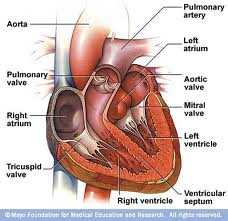 Aorta
Pulmonary
artery
Left
atrium
Pulmonary
valve
Aortic
valve
Mitral
valve
Right
atrium
Left
ventricle
Tricuspid
valve
Right ventricle
Ventricular
septum
© Mayo Foundation for Medical Education and Research. All rights reserved.